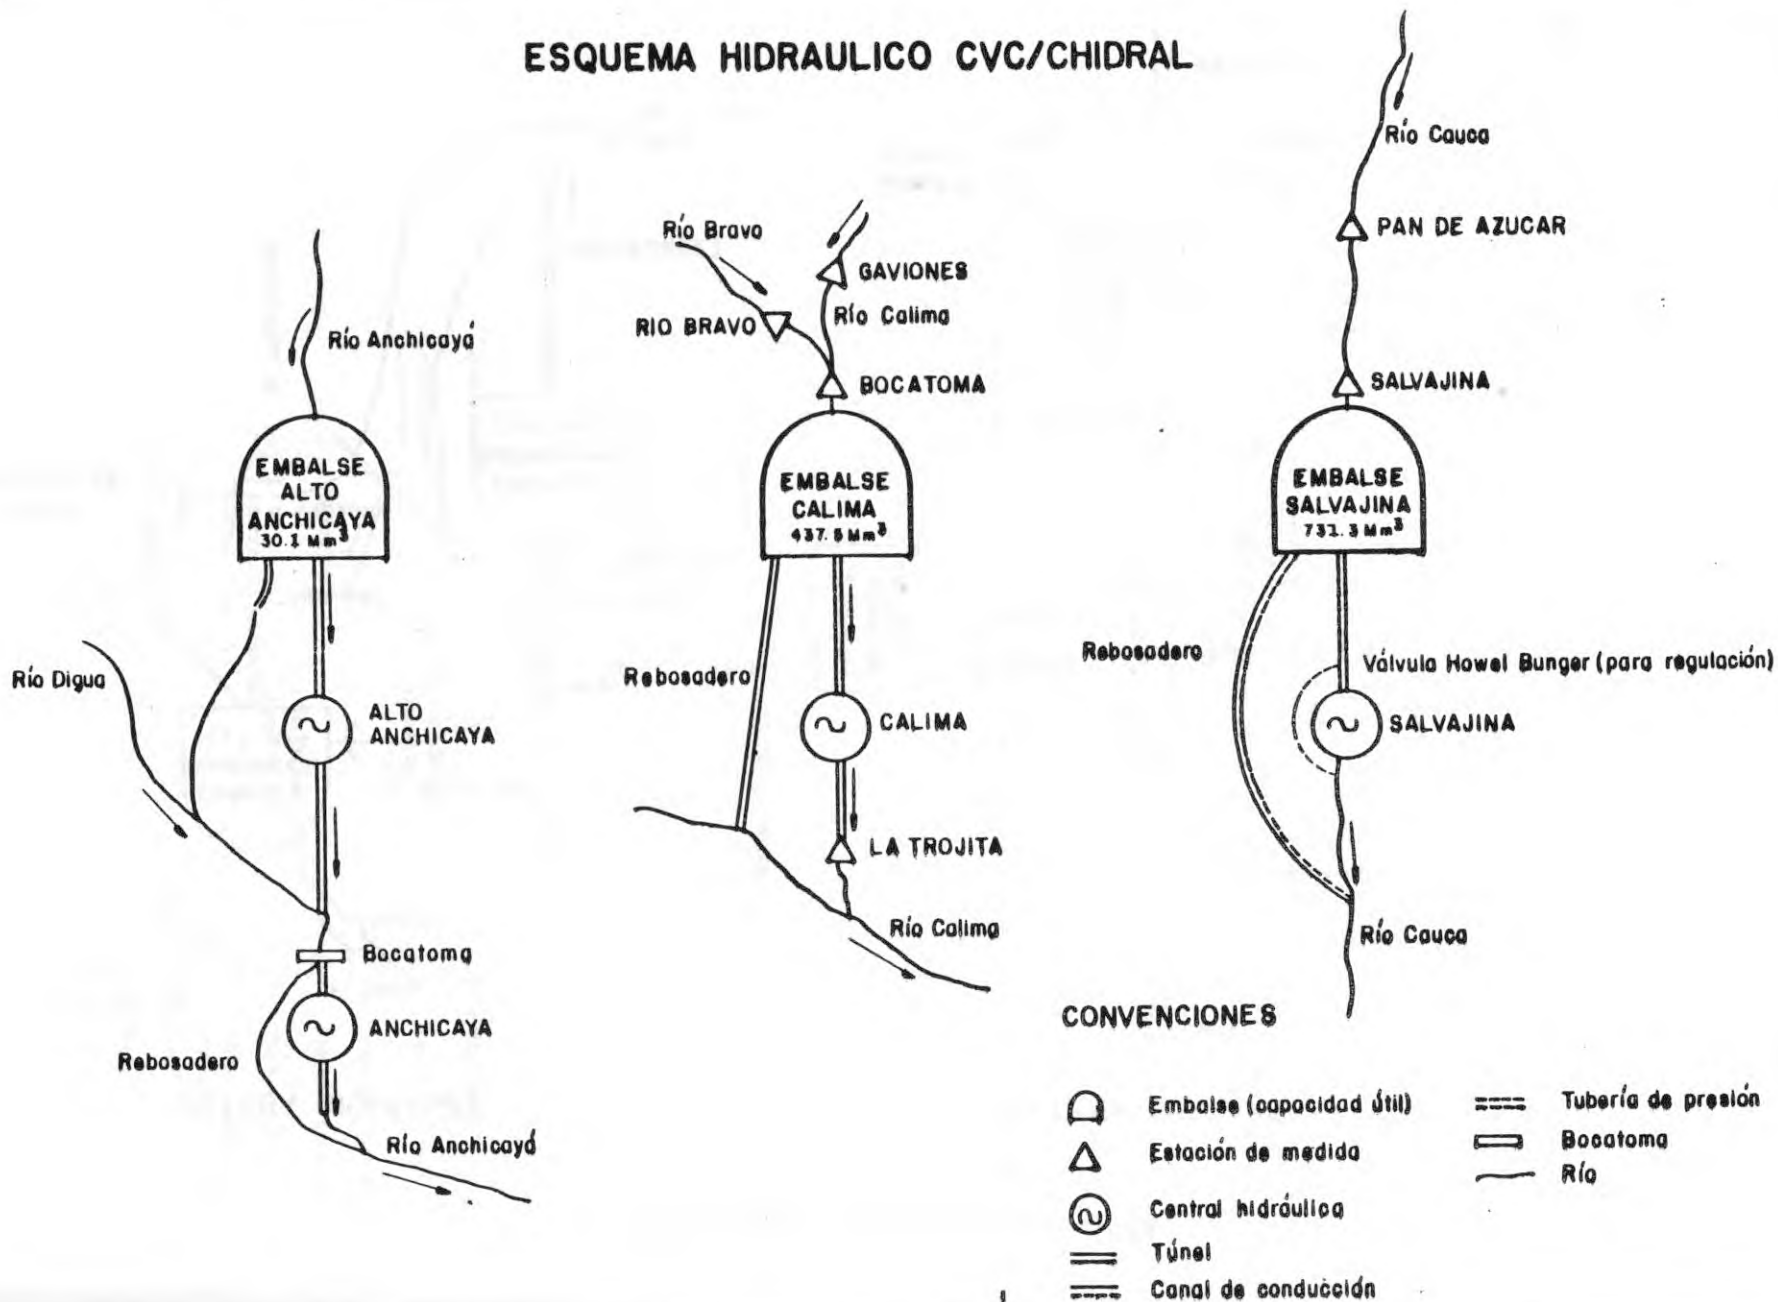 ESQUEMA HIDRAULICO CVC/CHIDRAL
Río Anchicayá
EMBALSE
ALTO
ANCHICAYA
30.1 Mm³
Río Digua
ALTO
ANCHICAYA
Bocatoma
ANCHICAYA
Rebosadero
Río Anchicayá
Río Bravo
GAVIONES
RIO BRAVO
Río Calima
BOCATOMA
EMBALSE
CALIMA
437.5 Mm³
Rebosadero
CALIMA
LA TROJITA
Río Calima
Río Cauca
PAN DE AZUCAR
SALVAJINA
EMBALSE
SALVAJINA
731.3 Mm³
Rebosadero
Válvula Howel Bunger (para regulación)
SALVAJINA
Río Cauca
CONVENCIONES
Embalse (capacidad útil)
Estación de medida
Central hidráulica
Túnel
Canal de conducción
Tubería de presión
Bocatoma
Río